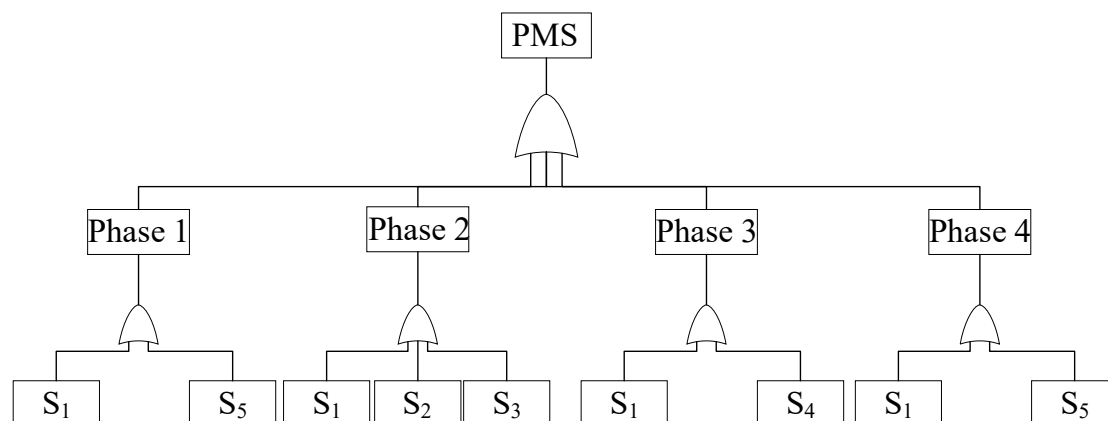 PMS
Phase 1 Phase 2 Phase 3 Phase 4
S₁ S₅ S₁ S₂ S₃ S₁ S₄ S₁ S₅